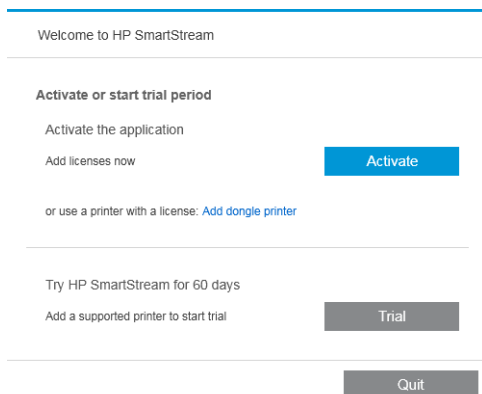 Welcome to HP SmartStream
Activate or start trial period
Activate the application
Add licenses now
Activate
or use a printer with a license: Add dongle printer
Try HP SmartStream for 60 days
Add a supported printer to start trial
Trial
Quit